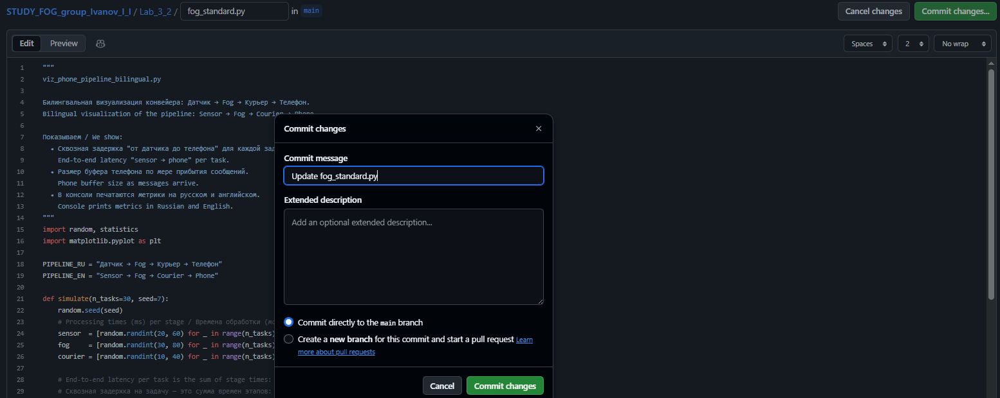 STUDY_FOG_group_Ivanov_I_I / Lab_3_2 / fog_standard.py in main Cancel changes Commit changes...
Edit Preview Spaces 2 No wrap
1 """
2 viz_phone_pipeline_bilingual.py
3
4 Билингвальная визуализация конвейера: Датчик → Fog → Курьер → Телефон.
5 Bilingual visualization of the pipeline: Sensor → Fog → Courier → Phone.
6
7 Показываем / We show:
8 • Сквозная задержка "от датчика до телефона" для каждой зад
9 End-to-end latency "sensor → phone" per task.
10 • Размер буфера телефона по мере прибытия сообщений.
11 Phone buffer size as messages arrive.
12 • В консоли печатаются метрики на русском и английском.
13 Console prints metrics in Russian and English.
14 """
15 import random, statistics
16 import matplotlib.pyplot as plt
17
18 PIPELINE_RU = "Датчик → Fog → Курьер → Телефон"
19 PIPELINE_EN = "Sensor → Fog → Courier → Phone"
20
21 def simulate(n_tasks=30, seed=7):
22 random.seed(seed)
23 # Processing times (ms) per stage / Времена обработки (мс
24 sensor = [random.randint(20, 60) for _ in range(n_tasks)
25 fog = [random.randint(30, 80) for _ in range(n_tasks)
26 courier = [random.randint(10, 40) for _ in range(n_tasks)
27
28 # End-to-end latency per task is the sum of stage times:
29 # Сквозная задержка на задачу — это сумма времен этапов:
Commit changes
Commit message
Update fog_standard.py
Extended description
Add an optional extended description...
Commit directly to the main branch
Create a new branch for this commit and start a pull request Learn
more about pull requests
Cancel Commit changes